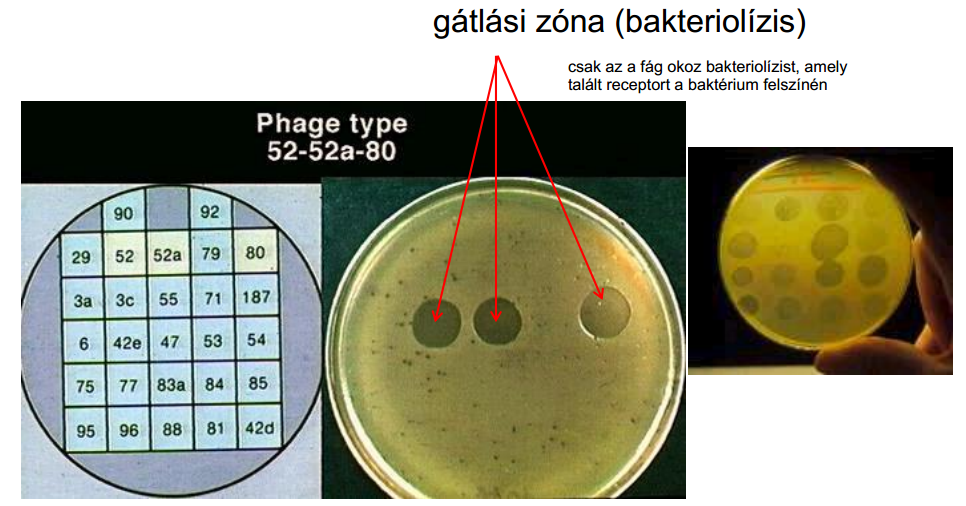 gátlási zóna (bakteriolízis)
csak az a fág okoz bakteriolízist, amely
talált receptort a baktérium felszínén
Phage type
52-52a-80
90 92
29 52 52a 79 80
3a 3c 55 71 187
6 42e 47 53 54
75 77 83a 84 85
95 96 88 81 42d